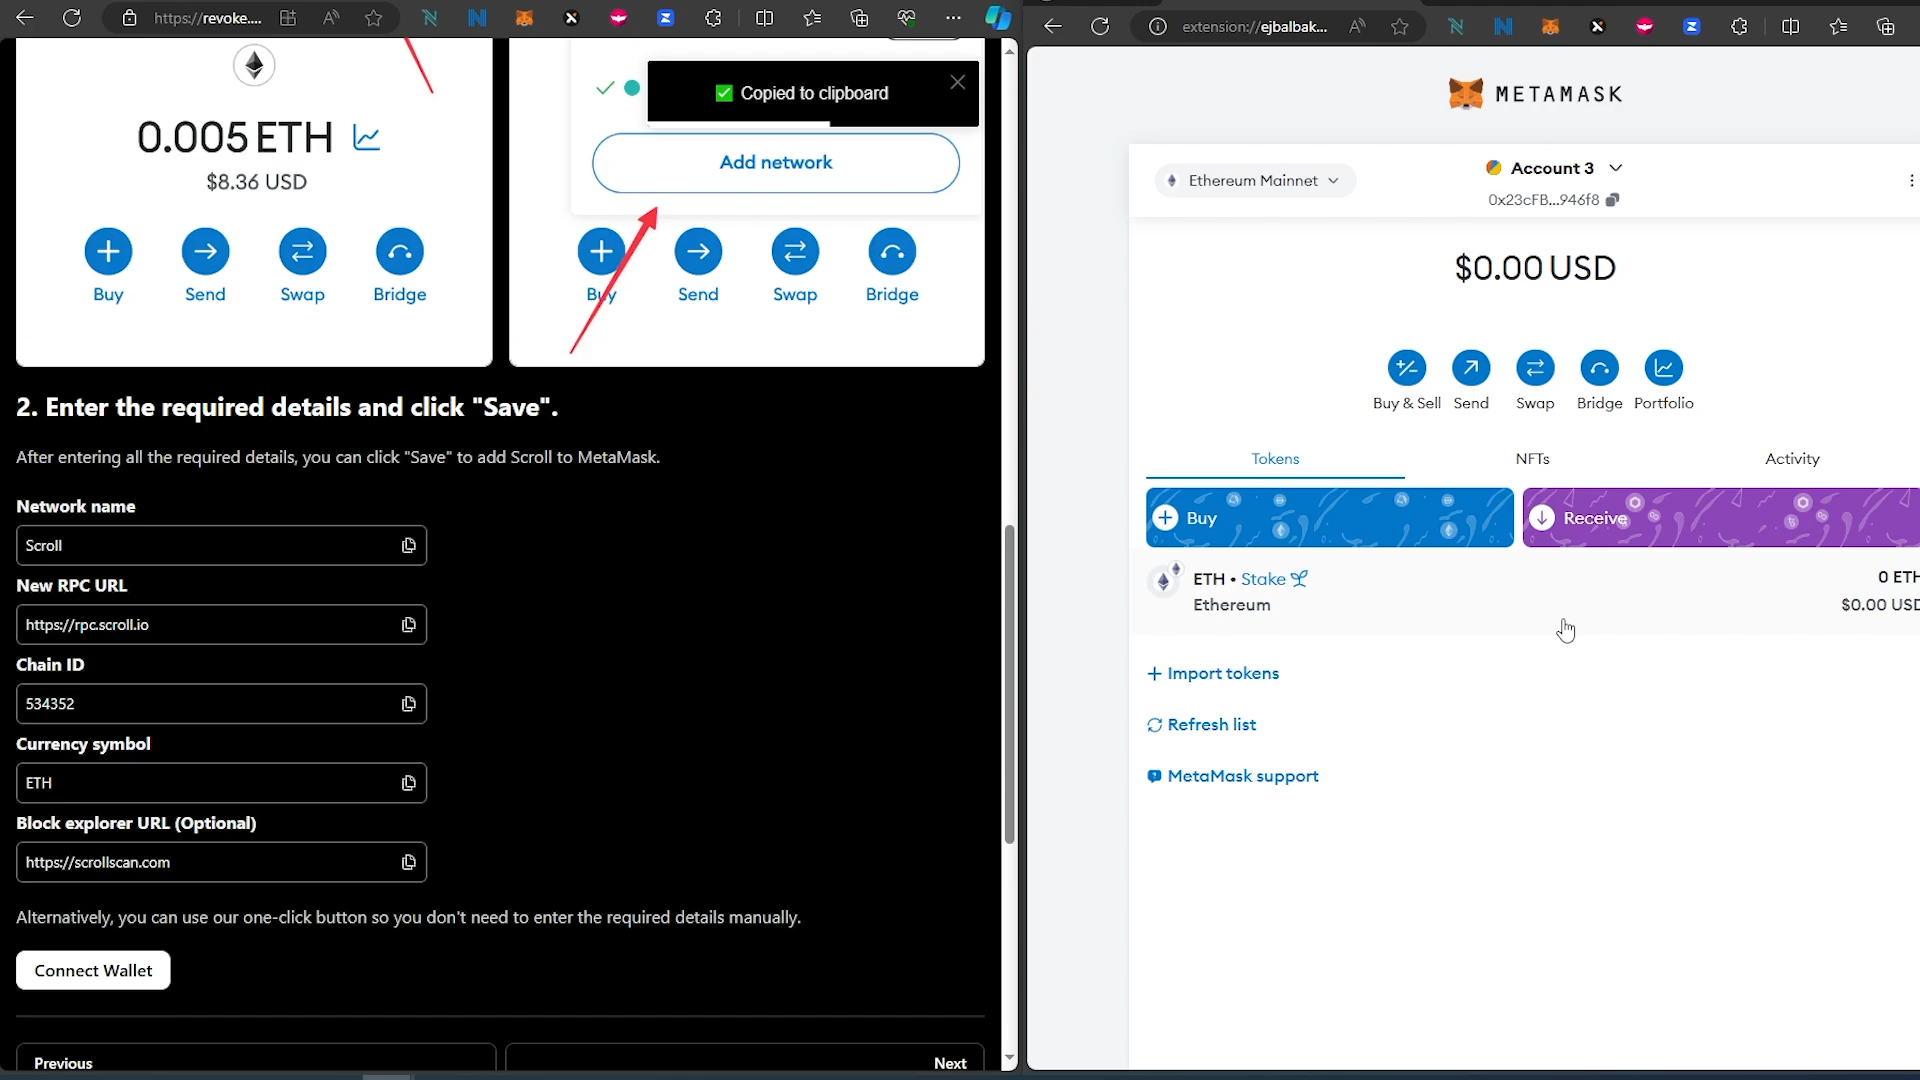 https://revoke....
Copied to clipboard
0.005 ETH
$8.36 USD
Add network
Buy
Send
Swap
Bridge
Buy
Send
Swap
Bridge
2. Enter the required details and click "Save".
After entering all the required details, you can click "Save" to add Scroll to MetaMask.
Network name
Scroll
New RPC URL
https://rpc.scroll.io
Chain ID
534352
Currency symbol
ETH
Block explorer URL (Optional)
https://scrollscan.com
Alternatively, you can use our one-click button so you don't need to enter the required details manually.
Connect Wallet
Previous
Next
extension://ejbalbak...
METAMASK
Ethereum Mainnet
Account 3
0x23cFB...946f8
$0.00 USD
Buy & Sell
Send
Swap
Bridge
Portfolio
Tokens
NFTs
Activity
Buy
Receive
ETH • Stake
0 ETH
Ethereum
$0.00 USD
+ Import tokens
Refresh list
MetaMask support